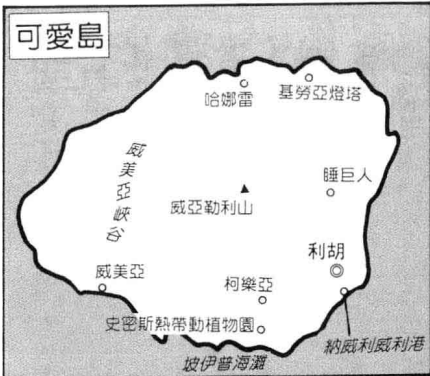 可愛島
哈娜雷
基勞亞燈塔
威美亞峽谷
睡巨人
威亞勒利山
利胡
威美亞
柯樂亞
史密斯熱帶動植物園
納威利威利港
坡伊普海灘